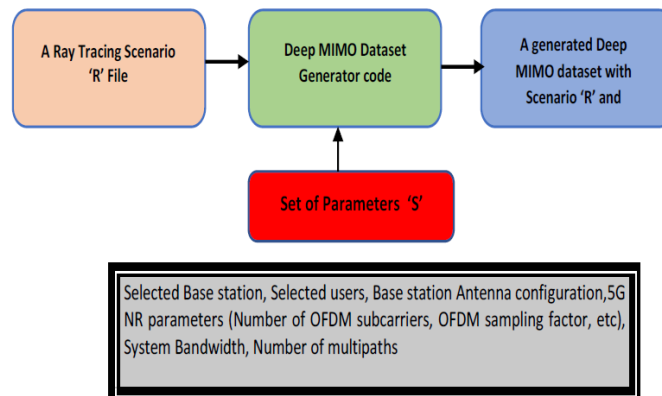 A Ray Tracing Scenario
'R' File
Deep MIMO Dataset
Generator code
A generated Deep
MIMO dataset with
Scenario 'R' and
Set of Parameters 'S'
Selected Base station, Selected users, Base station Antenna configuration,5G
NR parameters (Number of OFDM subcarriers, OFDM sampling factor, etc),
System Bandwidth, Number of multipaths